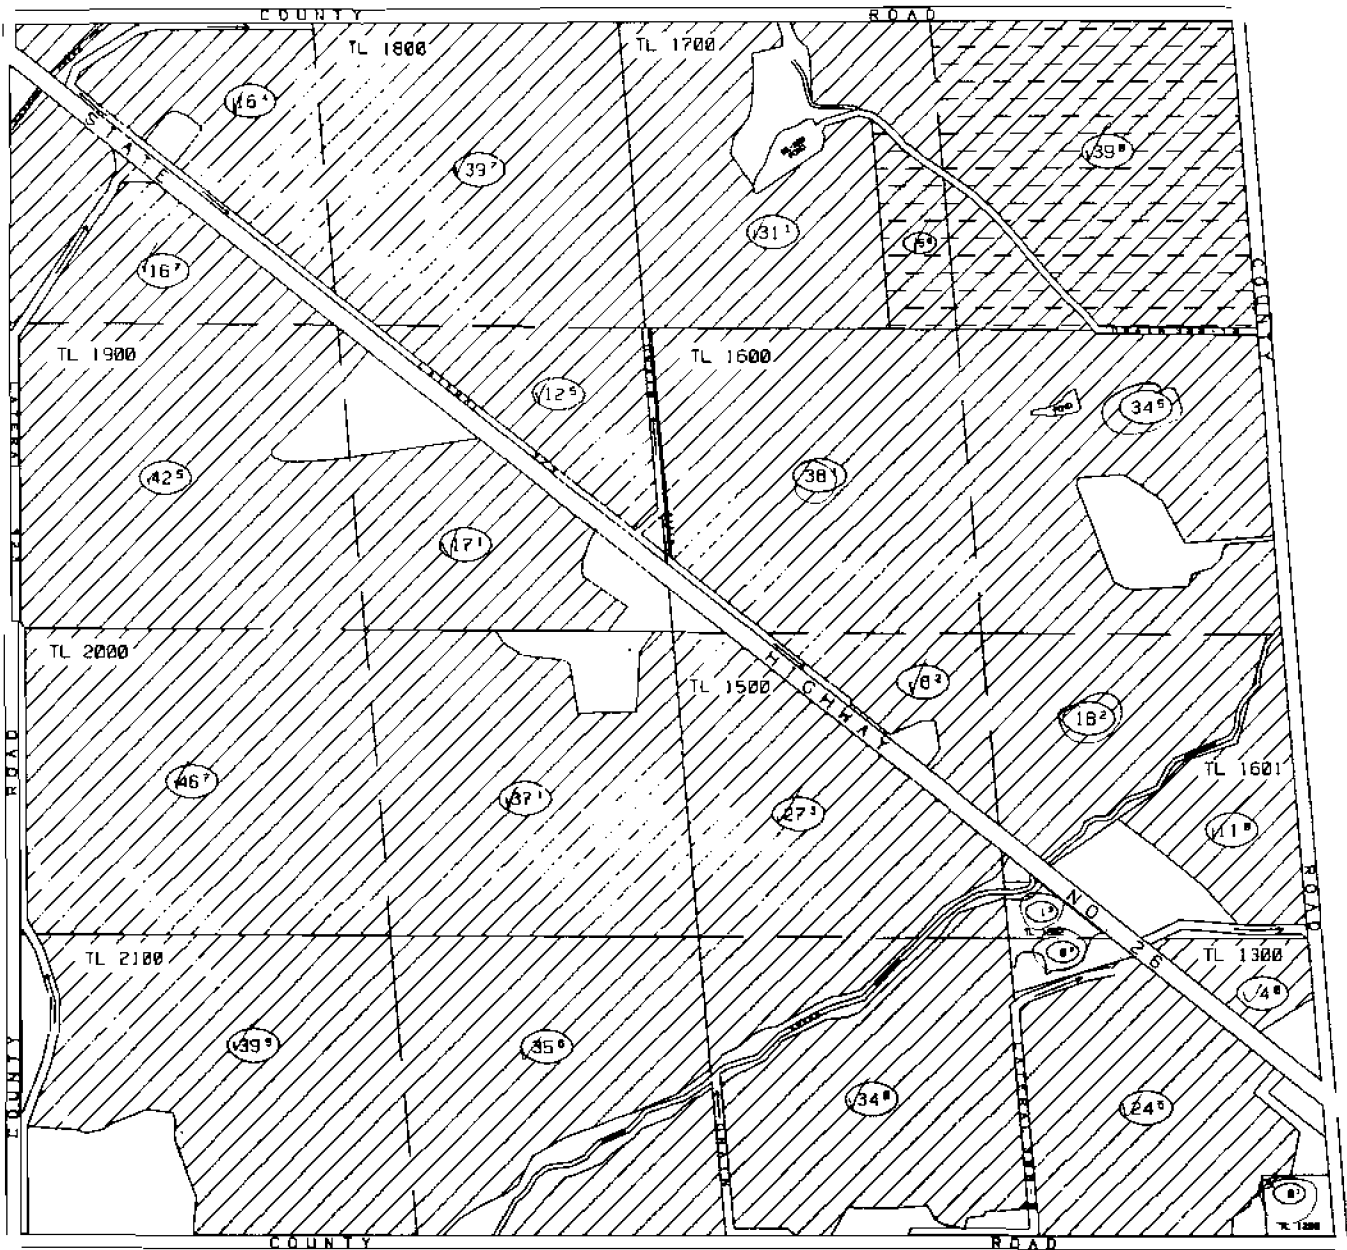 COUNTY ROAD
TL 1800
TL 1700
16⁴
39⁷
39⁸
31¹
STATE
16⁷
COUNTY
TL 1900
TL 1600
12⁵
34⁵
POND
38¹
42⁵
17¹
TL 2000
HIGHWAY
TL 1500
18²
TL 1601
ROAD
46⁷
37¹
27³
11⁸
ROAD
NO 26
TL 2100
TL 1300
4⁸
39⁹
35⁶
COUNTY
34⁸
24⁵
COUNTY ROAD